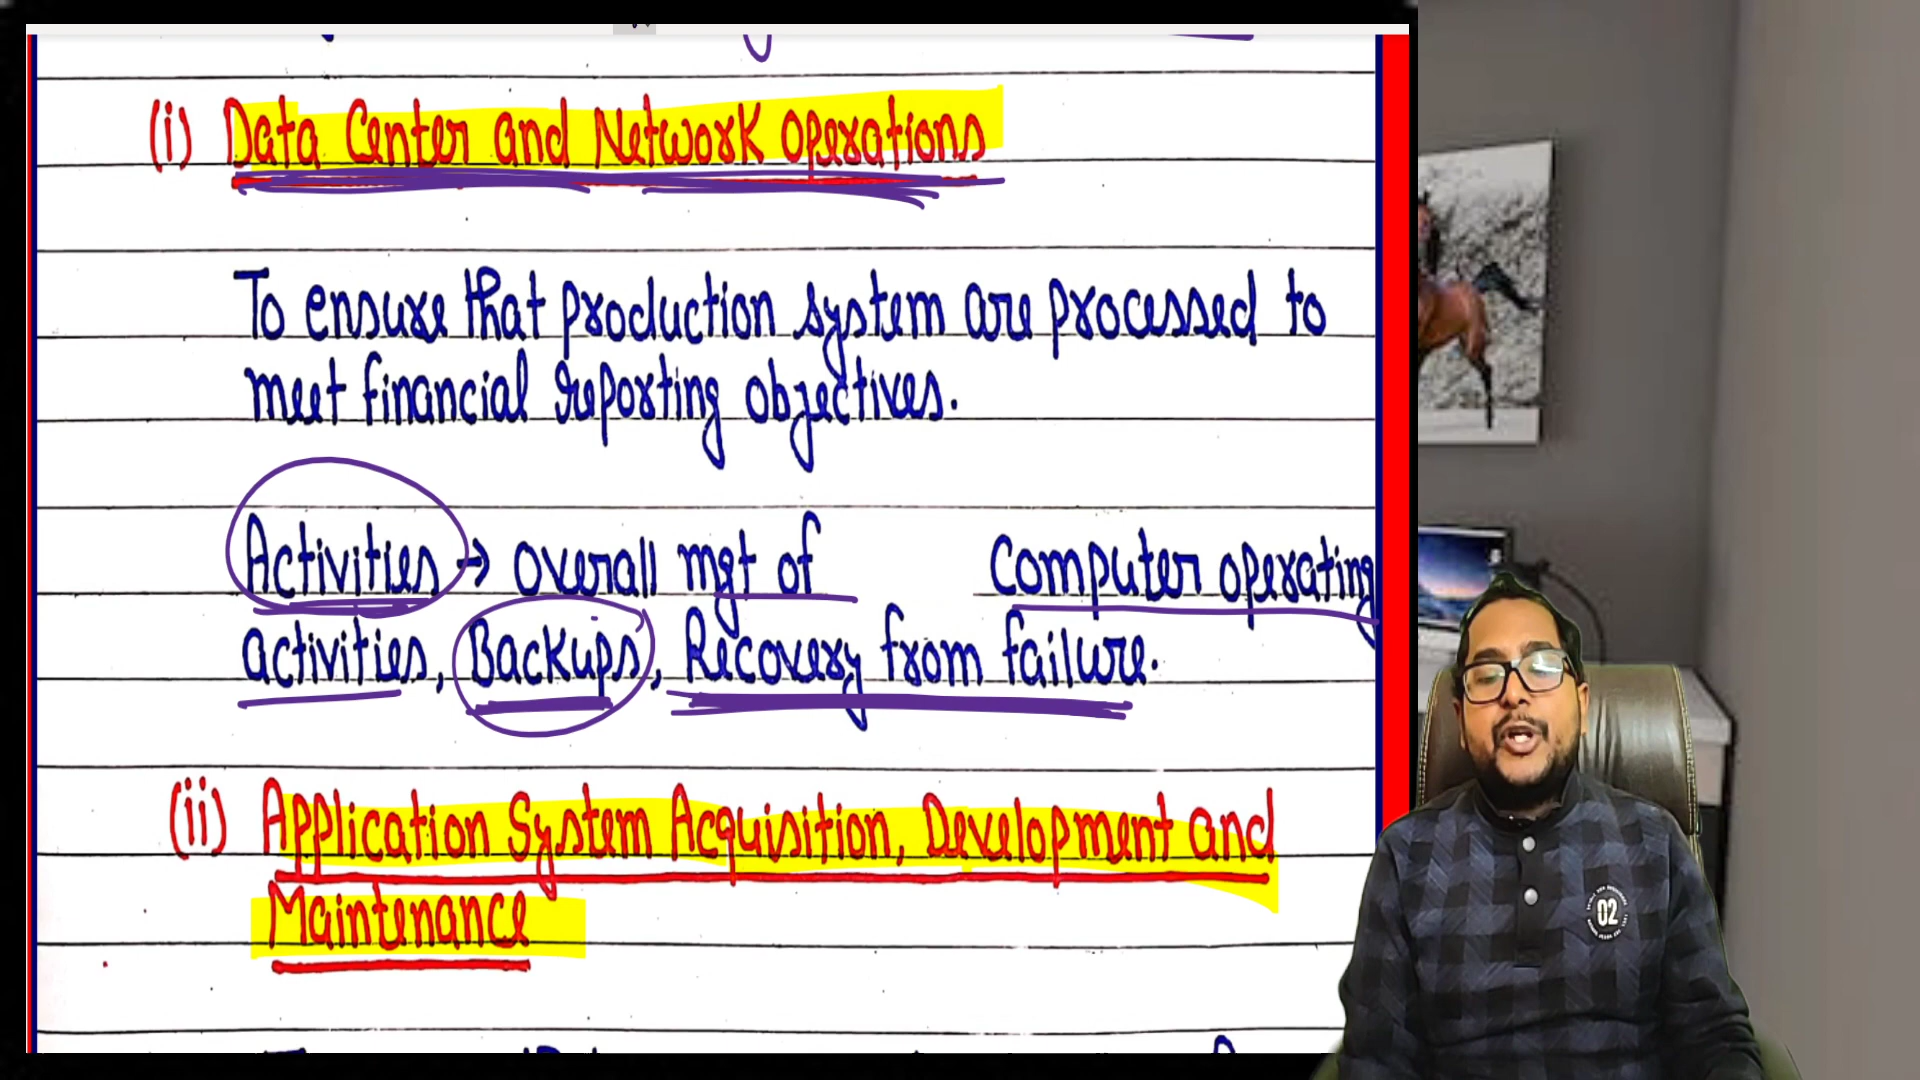 (i) Data Center and Network Operations
To ensure that production system are processed to
meet financial reporting objectives.
Activities → overall mgt of Computer operating
activities, Backups, Recovery from failure.
(ii) Application System Acquisition, Development and
Maintenance
02